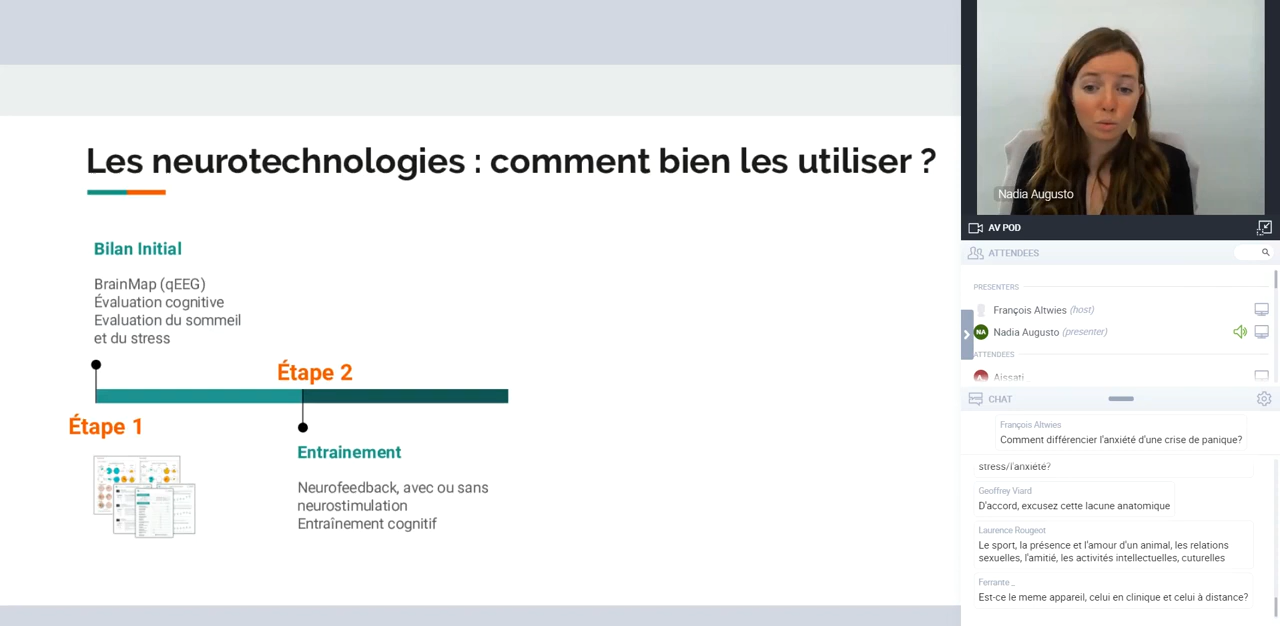 Les neurotechnologies : comment bien les utiliser ?
Bilan Initial
BrainMap (qEEG)
Évaluation cognitive
Evaluation du sommeil
et du stress
Étape 2
Étape 1
Entrainement
Neurofeedback, avec ou sans
neurostimulation
Entraînement cognitif
Nadia Augusto
AV POD
ATTENDEES
PRESENTERS
François Altwies (host)
NA Nadia Augusto (presenter)
ATTENDEES
Aissati
CHAT
François Altwies
Comment différencier l'anxiété d'une crise de panique?
stress/l'anxiété?
Geoffrey Viard
D'accord, excusez cette lacune anatomique
Laurence Rougeot
Le sport, la présence et l'amour d'un animal, les relations
sexuelles, l'amitié, les activités intellectuelles, cuturelles
Ferrante _
Est-ce le meme appareil, celui en clinique et celui à distance?